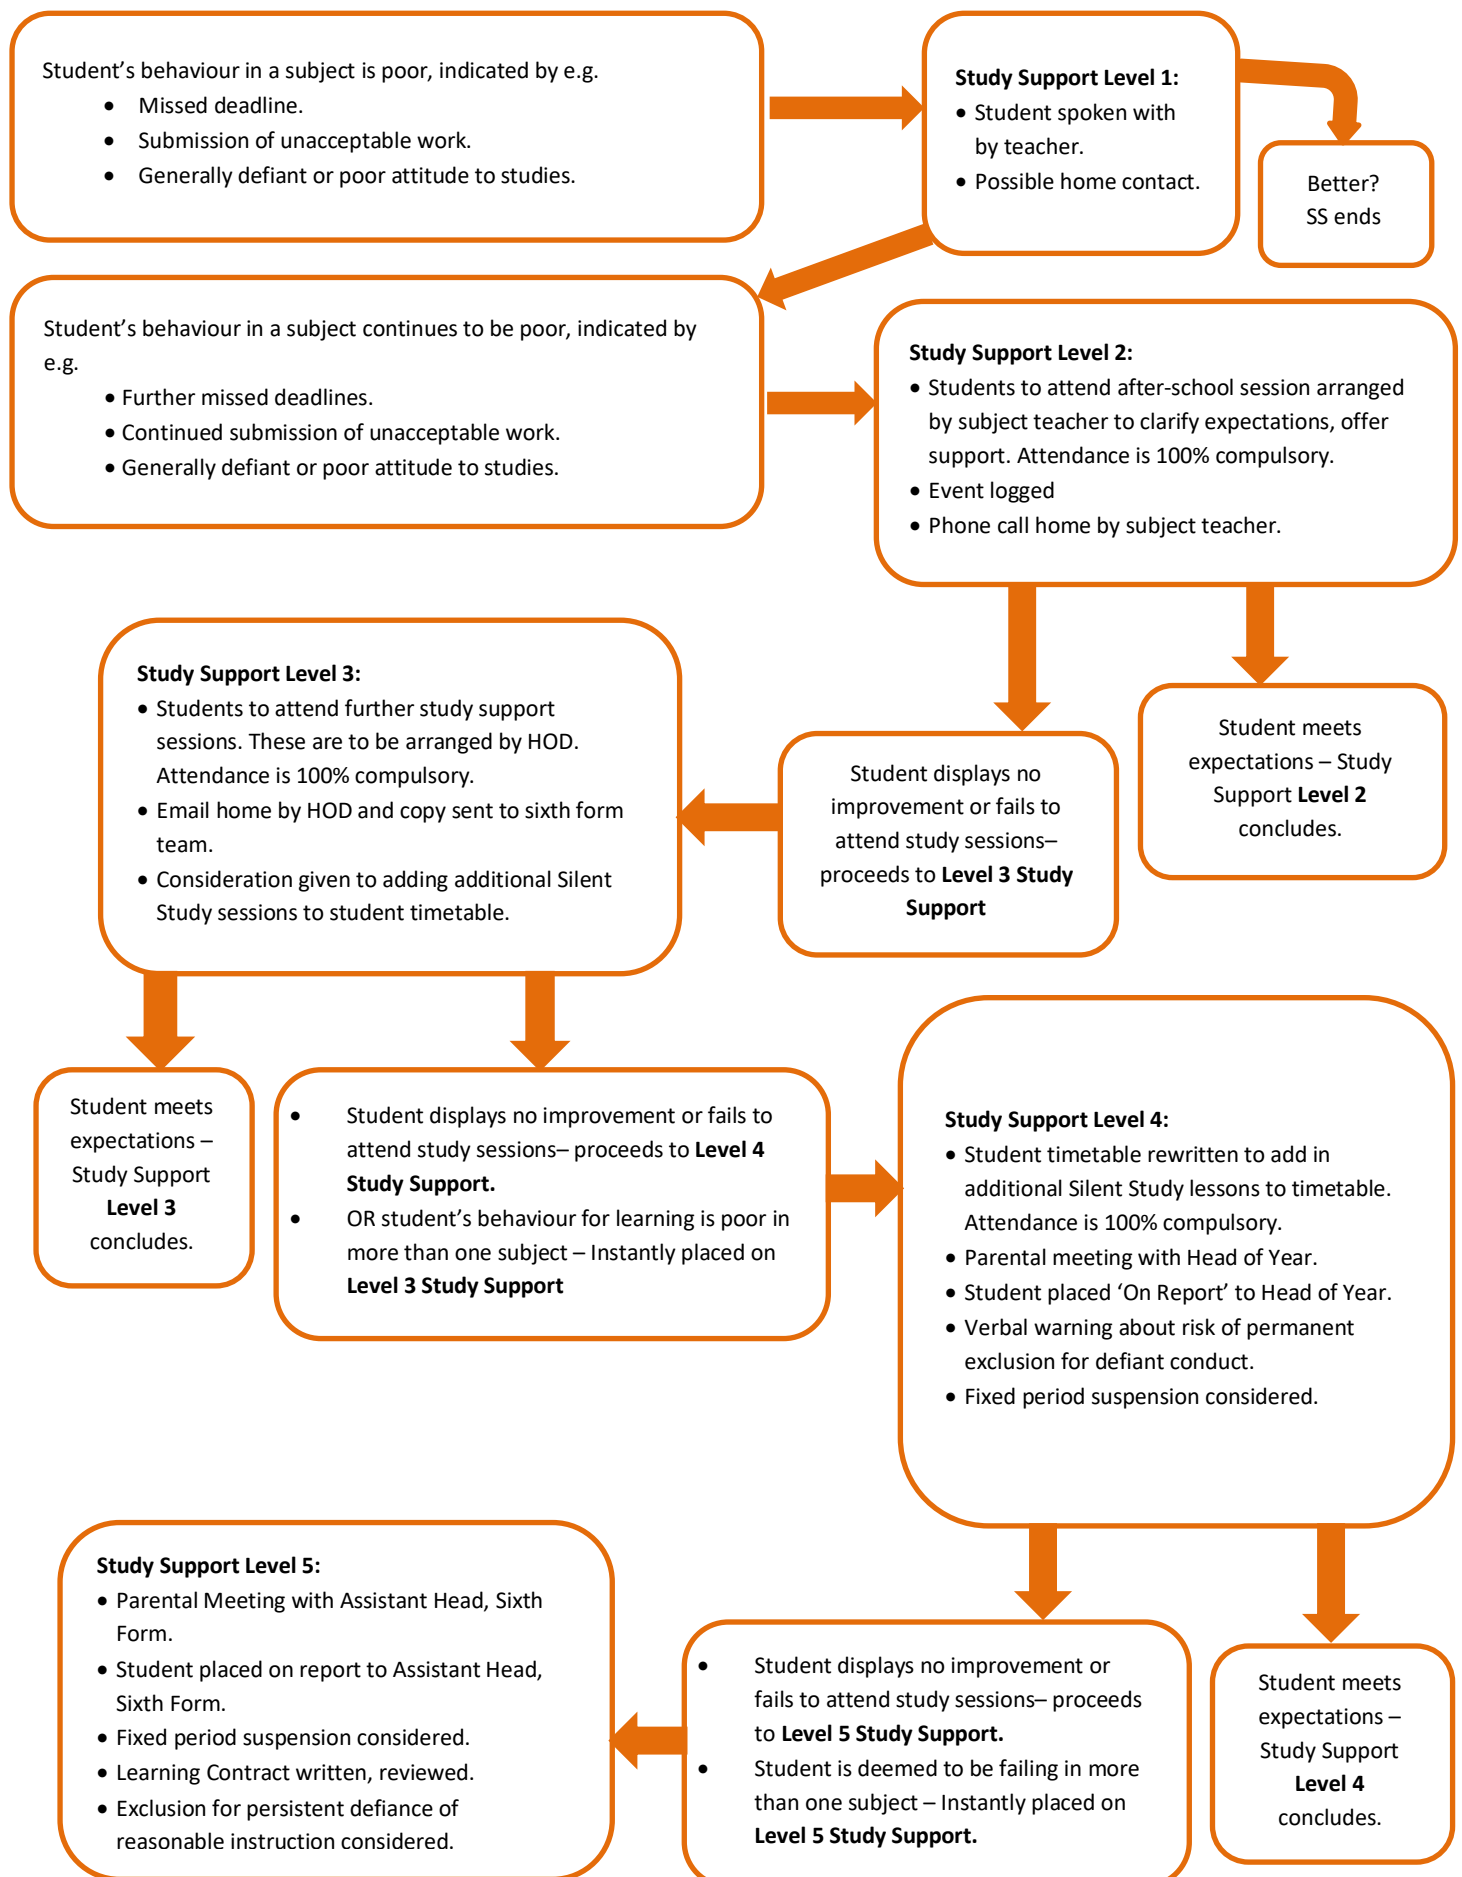 Student’s behaviour in a subject is poor, indicated by e.g.
• Missed deadline.
• Submission of unacceptable work.
• Generally defiant or poor attitude to studies.
Study Support Level 1:
• Student spoken with
by teacher.
• Possible home contact.
Better?
SS ends
Student’s behaviour in a subject continues to be poor, indicated by
e.g.
• Further missed deadlines.
• Continued submission of unacceptable work.
• Generally defiant or poor attitude to studies.
Study Support Level 2:
• Students to attend after-school session arranged
by subject teacher to clarify expectations, offer
support. Attendance is 100% compulsory.
• Event logged
• Phone call home by subject teacher.
Study Support Level 3:
• Students to attend further study support
sessions. These are to be arranged by HOD.
Attendance is 100% compulsory.
• Email home by HOD and copy sent to sixth form
team.
• Consideration given to adding additional Silent
Study sessions to student timetable.
Student displays no
improvement or fails to
attend study sessions–
proceeds to Level 3 Study
Support
Student meets
expectations – Study
Support Level 2
concludes.
Student meets
expectations –
Study Support
Level 3
concludes.
• Student displays no improvement or fails to
attend study sessions– proceeds to Level 4
Study Support.
• OR student’s behaviour for learning is poor in
more than one subject – Instantly placed on
Level 3 Study Support
Study Support Level 4:
• Student timetable rewritten to add in
additional Silent Study lessons to timetable.
Attendance is 100% compulsory.
• Parental meeting with Head of Year.
• Student placed ‘On Report’ to Head of Year.
• Verbal warning about risk of permanent
exclusion for defiant conduct.
• Fixed period suspension considered.
Study Support Level 5:
• Parental Meeting with Assistant Head, Sixth
Form.
• Student placed on report to Assistant Head,
Sixth Form.
• Fixed period suspension considered.
• Learning Contract written, reviewed.
• Exclusion for persistent defiance of
reasonable instruction considered.
• Student displays no improvement or
fails to attend study sessions– proceeds
to Level 5 Study Support.
• Student is deemed to be failing in more
than one subject – Instantly placed on
Level 5 Study Support.
Student meets
expectations –
Study Support
Level 4
concludes.